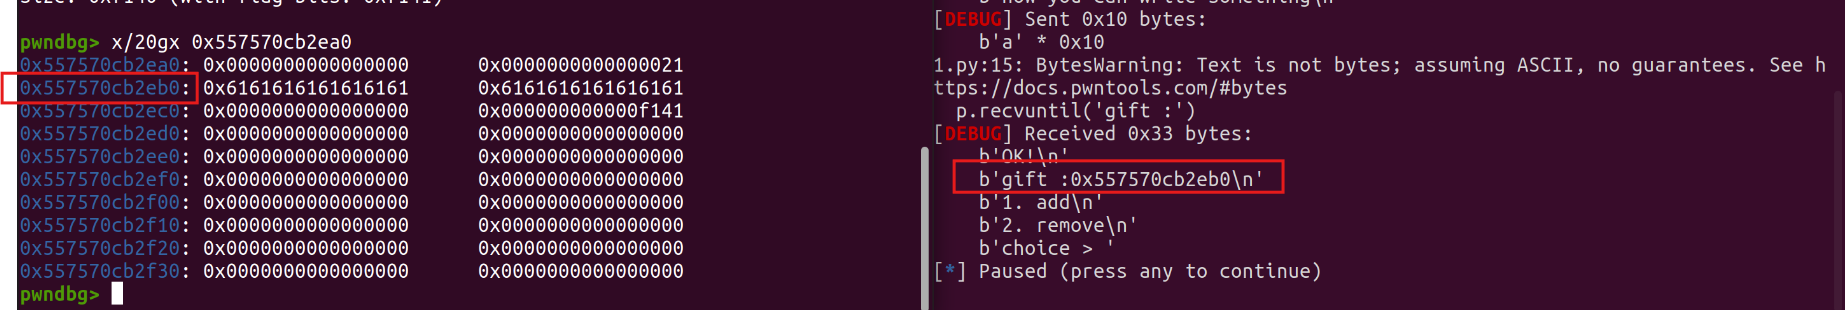 pwndbg> x/20gx 0x557570cb2ea0
0x557570cb2ea0: 0x0000000000000000 0x0000000000000021
0x557570cb2eb0: 0x6161616161616161 0x6161616161616161
0x557570cb2ec0: 0x0000000000000000 0x000000000000f141
0x557570cb2ed0: 0x0000000000000000 0x0000000000000000
0x557570cb2ee0: 0x0000000000000000 0x0000000000000000
0x557570cb2ef0: 0x0000000000000000 0x0000000000000000
0x557570cb2f00: 0x0000000000000000 0x0000000000000000
0x557570cb2f10: 0x0000000000000000 0x0000000000000000
0x557570cb2f20: 0x0000000000000000 0x0000000000000000
0x557570cb2f30: 0x0000000000000000 0x0000000000000000
pwndbg>
[DEBUG] Sent 0x10 bytes:
b'a' * 0x10
1.py:15: BytesWarning: Text is not bytes; assuming ASCII, no guarantees. See h
ttps://docs.pwntools.com/#bytes
p.recvuntil('gift :')
[DEBUG] Received 0x33 bytes:
b'OK!\n'
b'gift :0x557570cb2eb0\n'
b'1. add\n'
b'2. remove\n'
b'choice > '
[*] Paused (press any to continue)